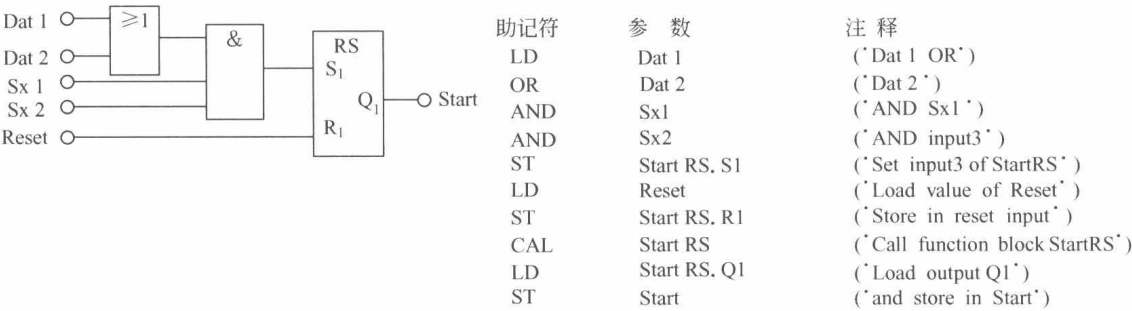 Dat 1
≥1
Dat 2
&
Sx 1
Sx 2
Reset
RS
S1
Q1
R1
Start
助记符 参 数 注 释
LD Dat 1 (*Dat 1 OR*)
OR Dat 2 (*Dat 2*)
AND Sx1 (*AND Sx1*)
AND Sx2 (*AND input3*)
ST Start RS. S1 (*Set input3 of StartRS*)
LD Reset (*Load value of Reset*)
ST Start RS. R1 (*Store in reset input*)
CAL Start RS (*Call function block StartRS*)
LD Start RS. Q1 (*Load output Q1*)
ST Start (*and store in Start*)